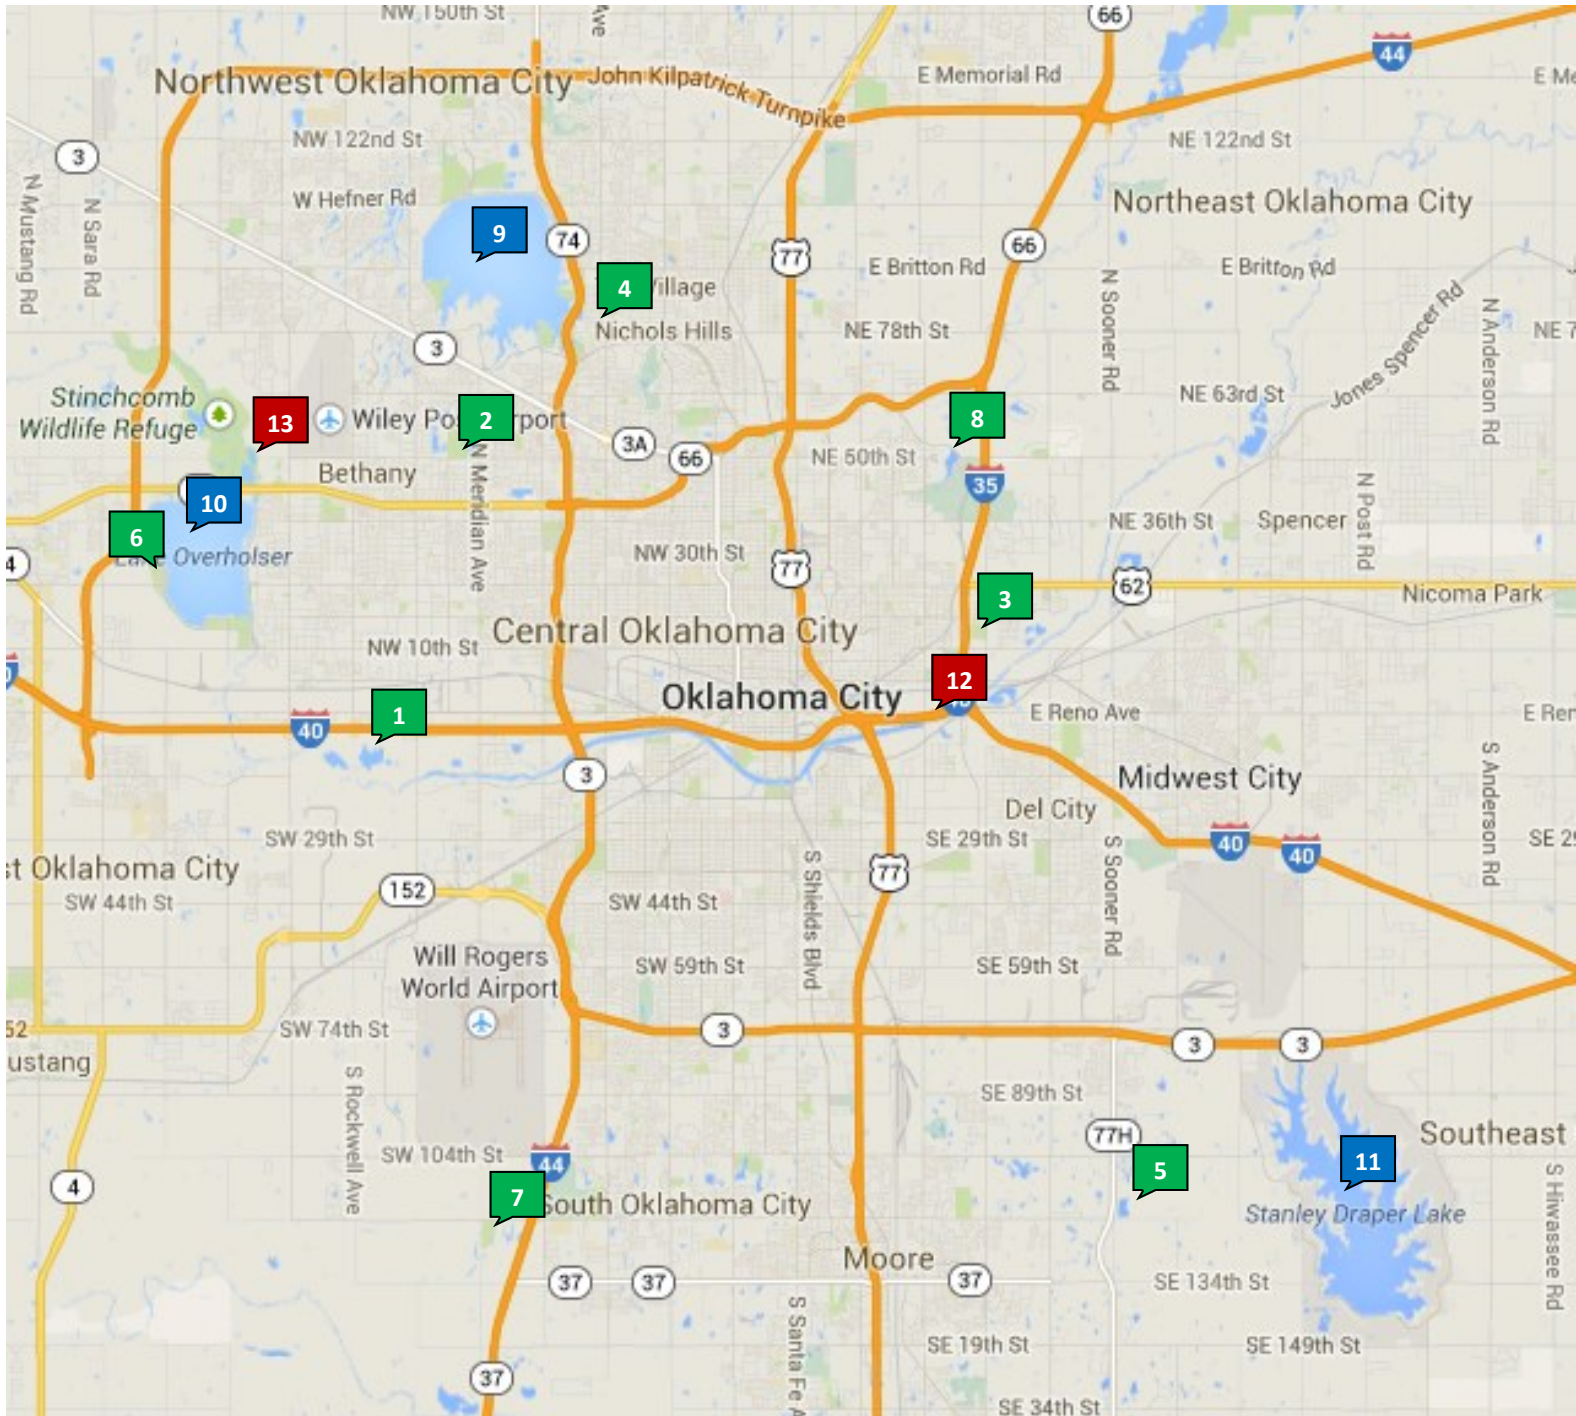 NW 150th St
Ave
66
44
Northwest Oklahoma City
John Kilpatrick Turnpike
E Memorial Rd
E Me
NW 122nd St
NE 122nd St
3
N Mustang Rd
N Sara Rd
W Hefner Rd
Northeast Oklahoma City
9
74
77
66
E Britton Rd
E Britton Rd
4
Village
N Sooner Rd
Jones Spencer Rd
N Anderson Rd
Nichols Hills
NE 78th St
NE 7
3
Stinchcomb
Wildlife Refuge
13
Wiley Post Airport
2
8
NE 63rd St
3A
66
NE 50th St
Bethany
N Meridian Ave
35
N Post Rd
10
6
Lake Overholser
NE 36th St
Spencer
4
NW 30th St
77
62
Nicoma Park
3
Central Oklahoma City
NW 10th St
12
Oklahoma City
40
1
40
E Reno Ave
E Ren
3
Midwest City
S Anderson Rd
Del City
SW 29th St
SE 29th St
S Sooner Rd
40
40
SE 29
st Oklahoma City
77
SW 44th St
152
SW 44th St
S Shields Blvd
Will Rogers
World Airport
SW 59th St
SE 59th St
52
SW 74th St
3
3
3
ustang
S Rockwell Ave
SE 89th St
77H
Southeast
SW 104th St
44
5
11
S Hiwassee Rd
4
7
South Oklahoma City
Stanley Draper Lake
Moore
37
37
37
SE 134th St
S Santa Fe A
SE 19th St
SE 149th St
37
SE 34th St